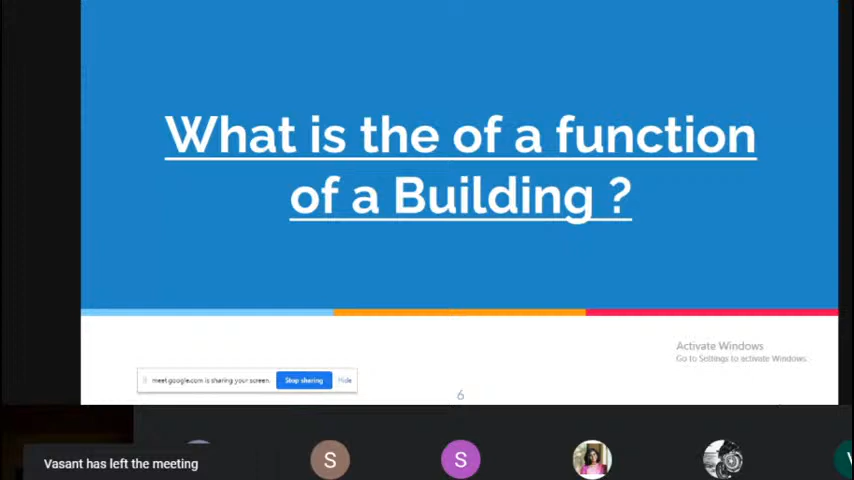 What is the of a function
of a Building ?
Activate Windows
Go to Settings to activate Windows.
meet.google.com is sharing your screen. Stop sharing Hide
6
Vasant has left the meeting
S S V